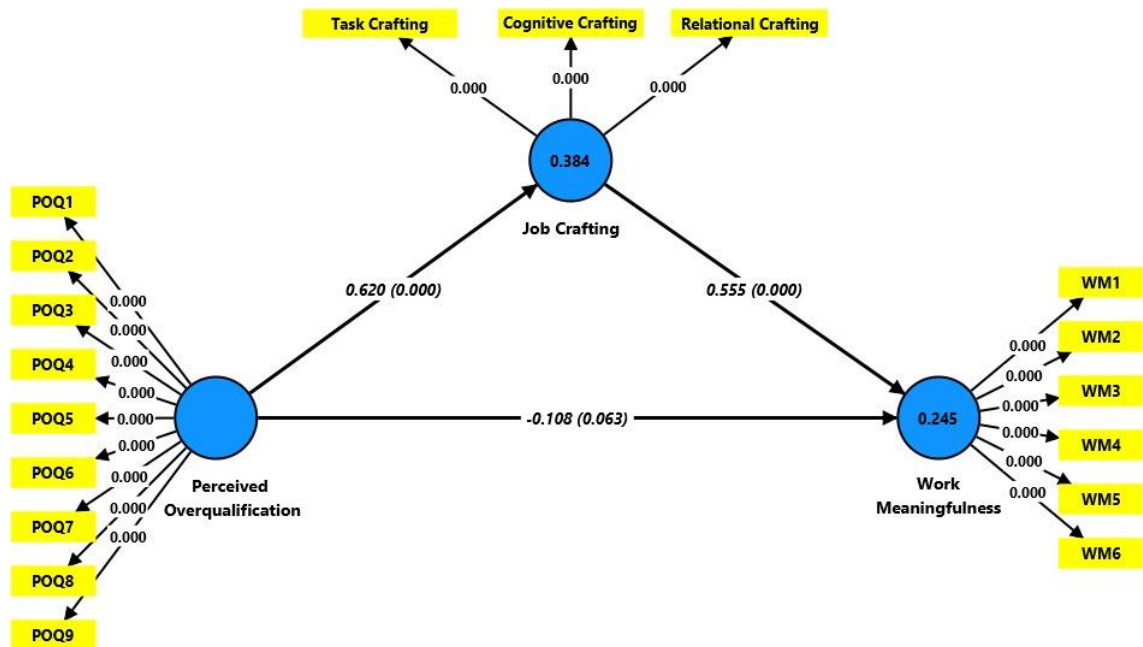 Task Crafting
Cognitive Crafting
Relational Crafting
0.000
0.000
0.000
0.384
Job Crafting
POQ1
POQ2
POQ3
POQ4
POQ5
POQ6
POQ7
POQ8
POQ9
0.000
0.000
0.000
0.000
0.000
0.000
0.000
0.000
0.000
Perceived
Overqualification
0.620 (0.000)
0.555 (0.000)
-0.108 (0.063)
0.245
Work
Meaningfulness
0.000
0.000
0.000
0.000
0.000
0.000
WM1
WM2
WM3
WM4
WM5
WM6